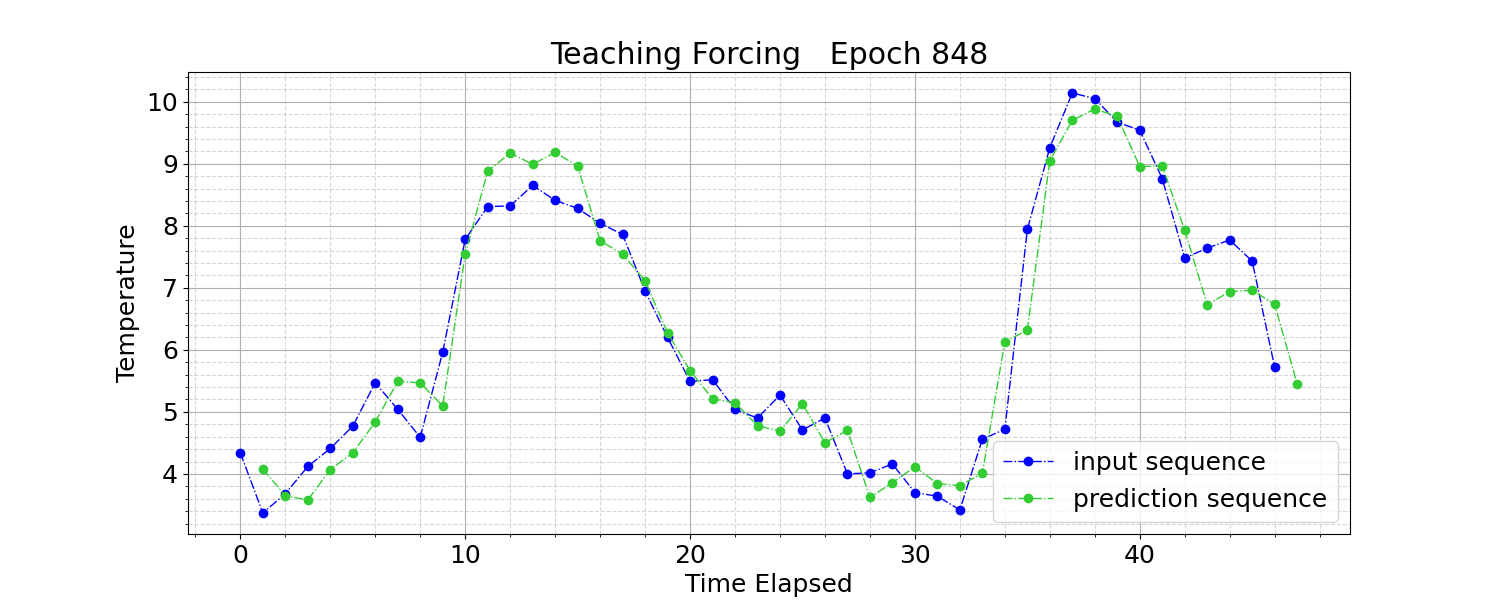 Teaching Forcing   Epoch 848
Temperature
10
9
8
7
6
5
4
input sequence
prediction sequence
0 10 20 30 40
Time Elapsed